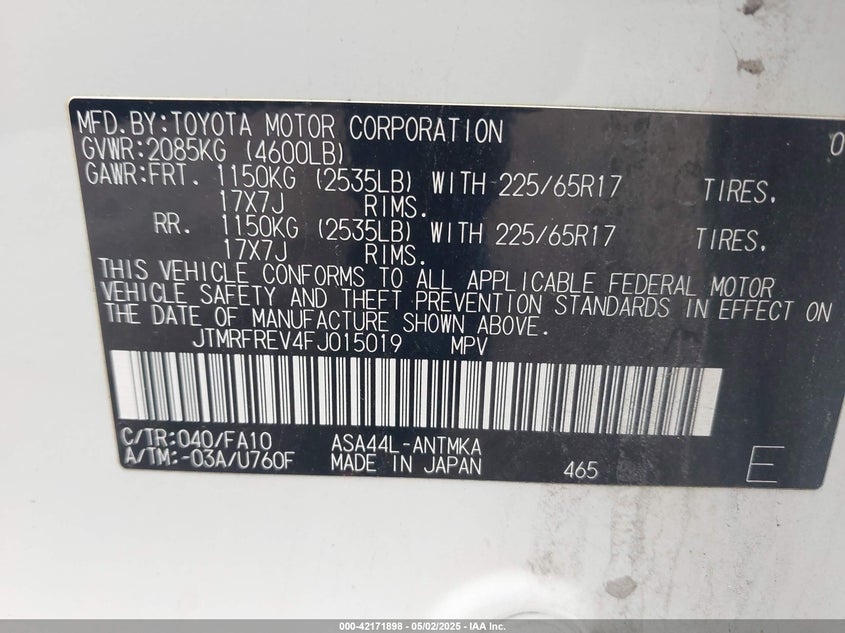 MFD.BY:TOYOTA MOTOR CORPORATION 0
GVWR:2085KG (4600LB)
GAWR:FRT. 1150KG (2535LB) WITH 225/65R17 TIRES.
17X7J RIMS.
RR. 1150KG (2535LB) WITH 225/65R17 TIRES.
17X7J RIMS.
THIS VEHICLE CONFORMS TO ALL APPLICABLE FEDERAL MOTOR
VEHICLE SAFETY AND THEFT PREVENTION STANDARDS IN EFFECT ON
THE DATE OF MANUFACTURE SHOWN ABOVE.
JTMRFREV4FJ015019 MPV
C/TR:040/FA10 ASA44L-ANTMKA
A/TM:-03A/U760F MADE IN JAPAN 465 E
000-42171898 - 05/02/2025 - IAA Inc.